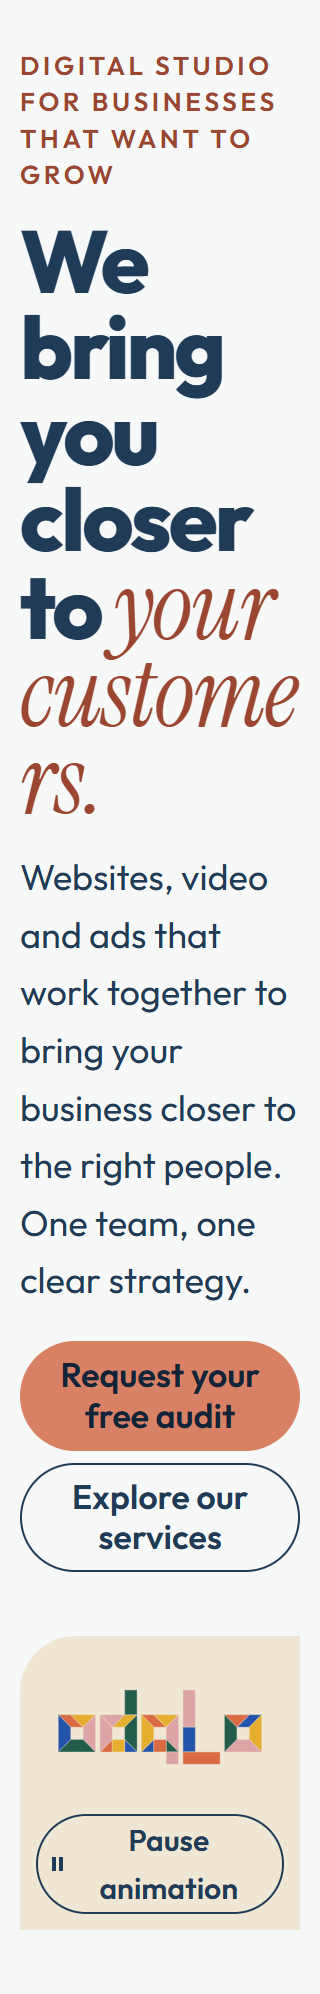 DIGITAL STUDIO
FOR BUSINESSES
THAT WANT TO
GROW
We
bring
you
closer
to your
custome
rs.
Websites, video
and ads that
work together to
bring your
business closer to
the right people.
One team, one
clear strategy.
Request your
free audit
Explore our
services
Pause
animation